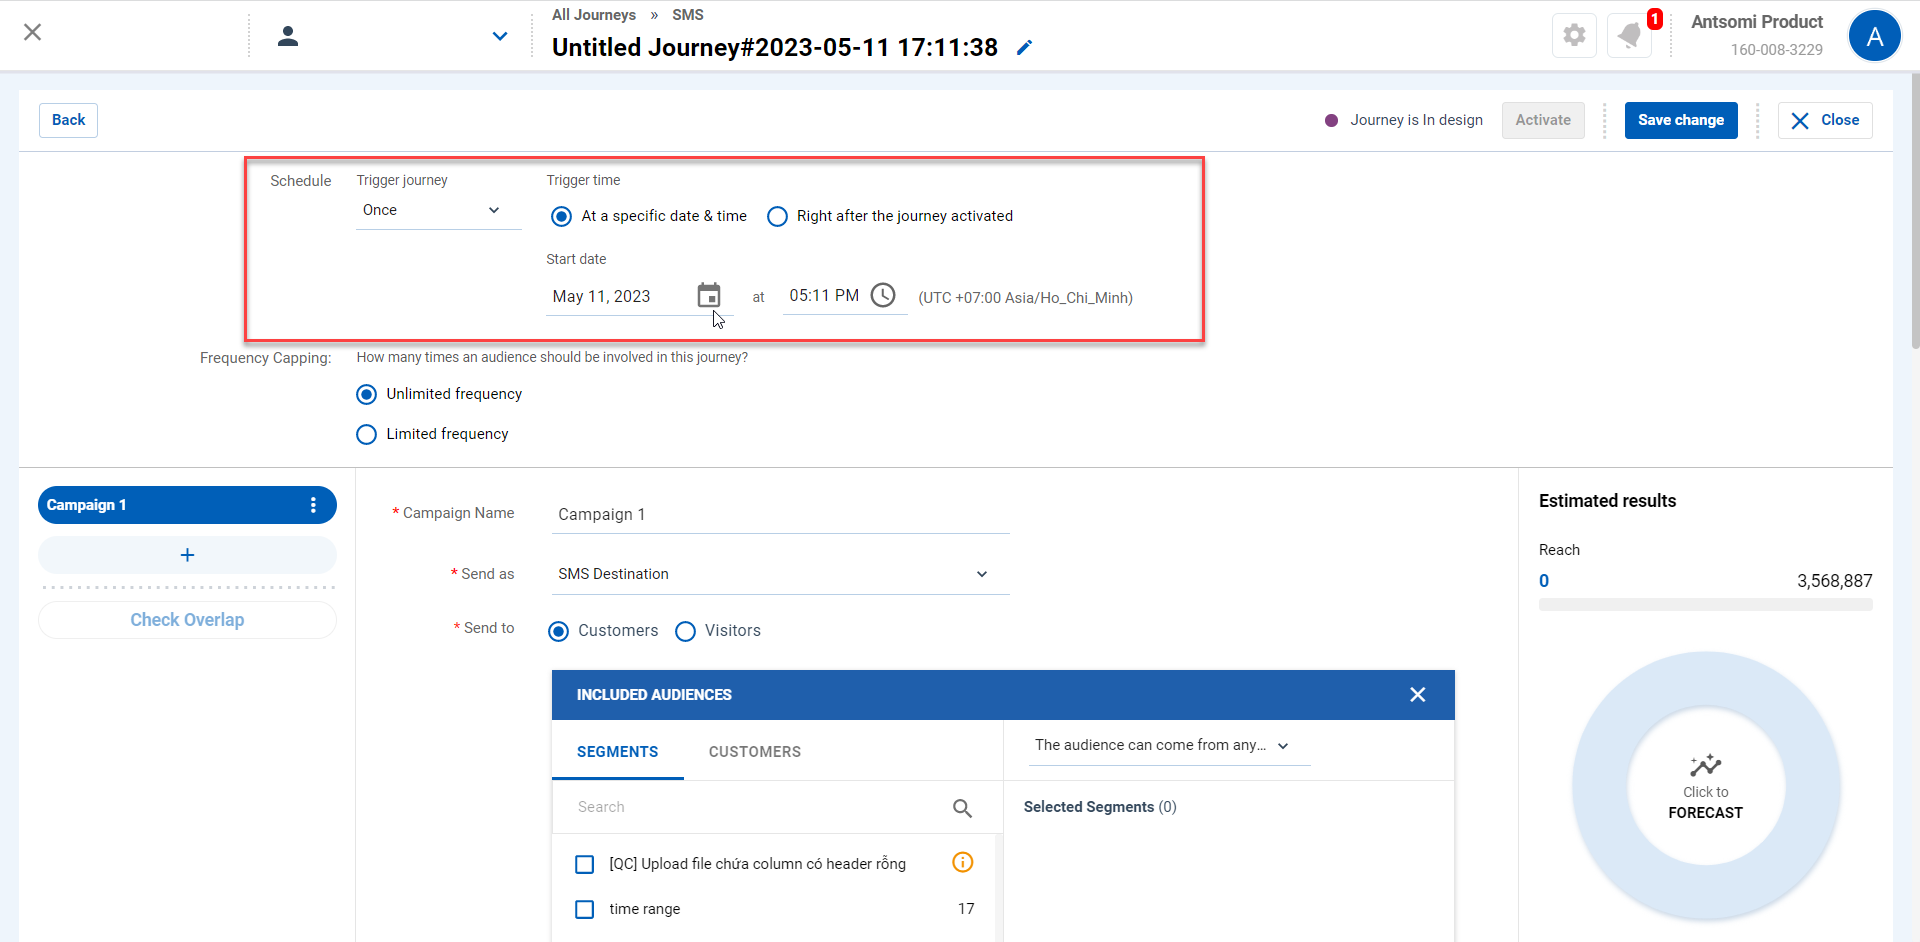 All Journeys » SMS
Untitled Journey#2023-05-11 17:11:38
1
Antsomi Product
160-008-3229
A
Back
Journey is In design
Activate
Save change
Close
Schedule
Trigger journey
Once
Trigger time
At a specific date & time
Right after the journey activated
Start date
May 11, 2023
at
05:11 PM
(UTC +07:00 Asia/Ho_Chi_Minh)
Frequency Capping:
How many times an audience should be involved in this journey?
Unlimited frequency
Limited frequency
Campaign 1
+
Check Overlap
* Campaign Name
Campaign 1
* Send as
SMS Destination
* Send to
Customers
Visitors
INCLUDED AUDIENCES
SEGMENTS
CUSTOMERS
The audience can come from any...
Search
Selected Segments (0)
[QC] Upload file chứa column có header rỗng
time range
17
Estimated results
Reach
0
3,568,887
Click to
FORECAST